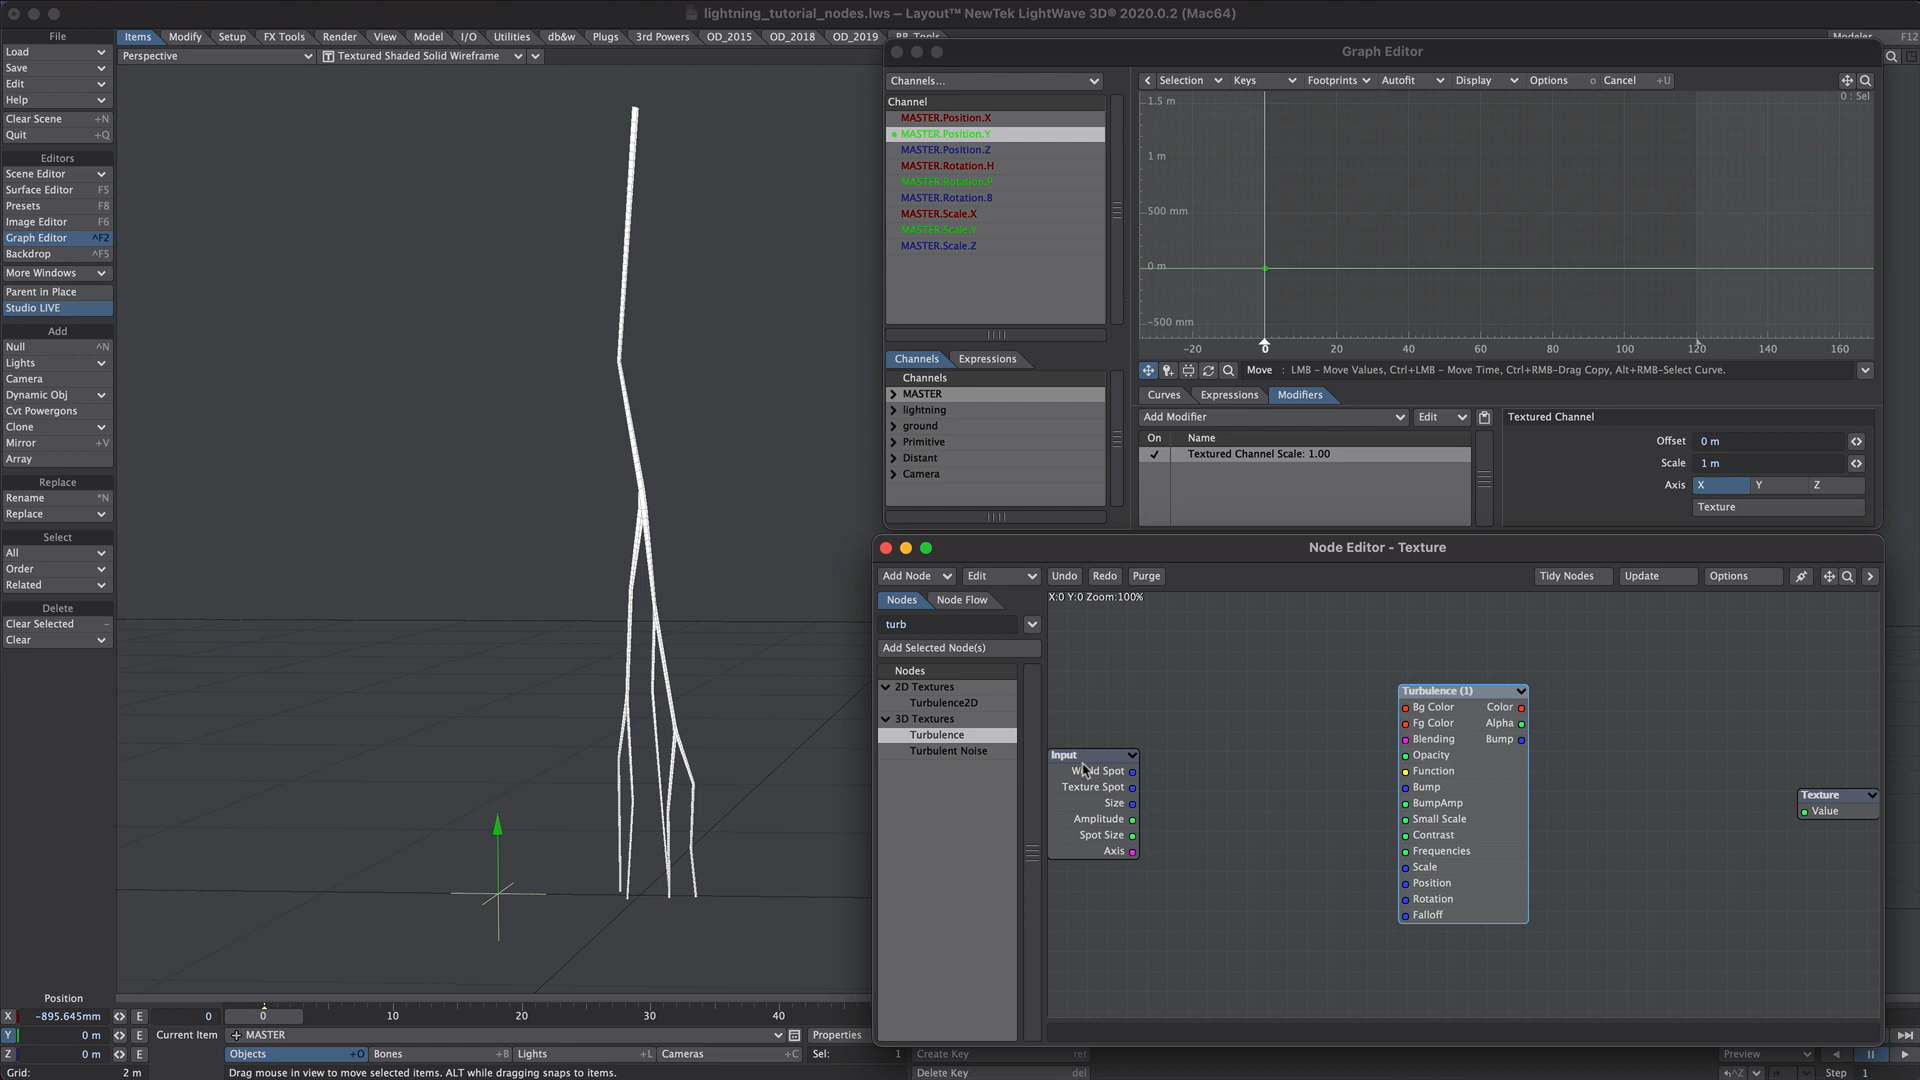 lightning_tutorial_nodes.lws — Layout™ NewTek LightWave 3D® 2020.0.2 (Mac64)
File
Items Modify Setup FX Tools Render View Model I/O Utilities db&w Plugs 3rd Powers OD_2015 OD_2018 OD_2019 RR_Tools Modeler F12
Load
Perspective Textured Shaded Solid Wireframe
Save
Edit
Help
Clear Scene +N
Quit +Q
Editors
Scene Editor
Surface Editor F5
Presets F8
Image Editor F6
Graph Editor ^F2
Backdrop ^F5
More Windows
Parent in Place
Studio LIVE
Add
Null ^N
Lights
Camera
Dynamic Obj
Cvt Powergons
Clone
Mirror +V
Array
Replace
Rename *N
Replace
Select
All
Order
Related
Delete
Clear Selected –
Clear
Graph Editor
Channels...
Selection Keys Footprints Autofit Display Options o Cancel +U
Channel
MASTER.Position.X
MASTER.Position.Y
MASTER.Position.Z
MASTER.Rotation.H
MASTER.Rotation.P
MASTER.Rotation.B
MASTER.Scale.X
MASTER.Scale.Y
MASTER.Scale.Z
0 : Sel
1.5 m
1 m
500 mm
0 m
-500 mm
-20 0 20 40 60 80 100 120 140 160
Channels Expressions
Channels
MASTER
lightning
ground
Primitive
Distant
Camera
Move : LMB - Move Values, Ctrl+LMB - Move Time, Ctrl+RMB-Drag Copy, Alt+RMB-Select Curve.
Curves Expressions Modifiers
Add Modifier Edit
On Name
Textured Channel Scale: 1.00
Textured Channel
Offset 0 m
Scale 1 m
Axis X Y Z
Texture
Node Editor - Texture
Add Node Edit Undo Redo Purge Tidy Nodes Update Options
Nodes Node Flow
X:0 Y:0 Zoom:100%
turb
Add Selected Node(s)
Nodes
2D Textures
Turbulence2D
3D Textures
Turbulence
Turbulent Noise
Input
World Spot
Texture Spot
Size
Amplitude
Spot Size
Axis
Turbulence (1)
Bg Color Color
Fg Color Alpha
Blending Bump
Opacity
Function
Bump
BumpAmp
Small Scale
Contrast
Frequencies
Scale
Position
Rotation
Falloff
Texture
Value
Position
X -895.645mm E 0 0 10 20 30 40
Y 0 m E Current Item MASTER Properties
Z 0 m E Objects +O Bones +B Lights +L Cameras +C Sel: 1 Create Key ret Preview
Grid: 2 m Drag mouse in view to move selected items. ALT while dragging snaps to items. Delete Key del ^Z Step 1